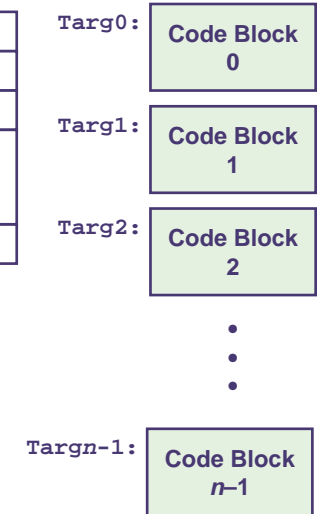 Targ0:
Code Block
0
Targ1:
Code Block
1
Targ2:
Code Block
2
•
•
•
Targn-1:
Code Block
n–1